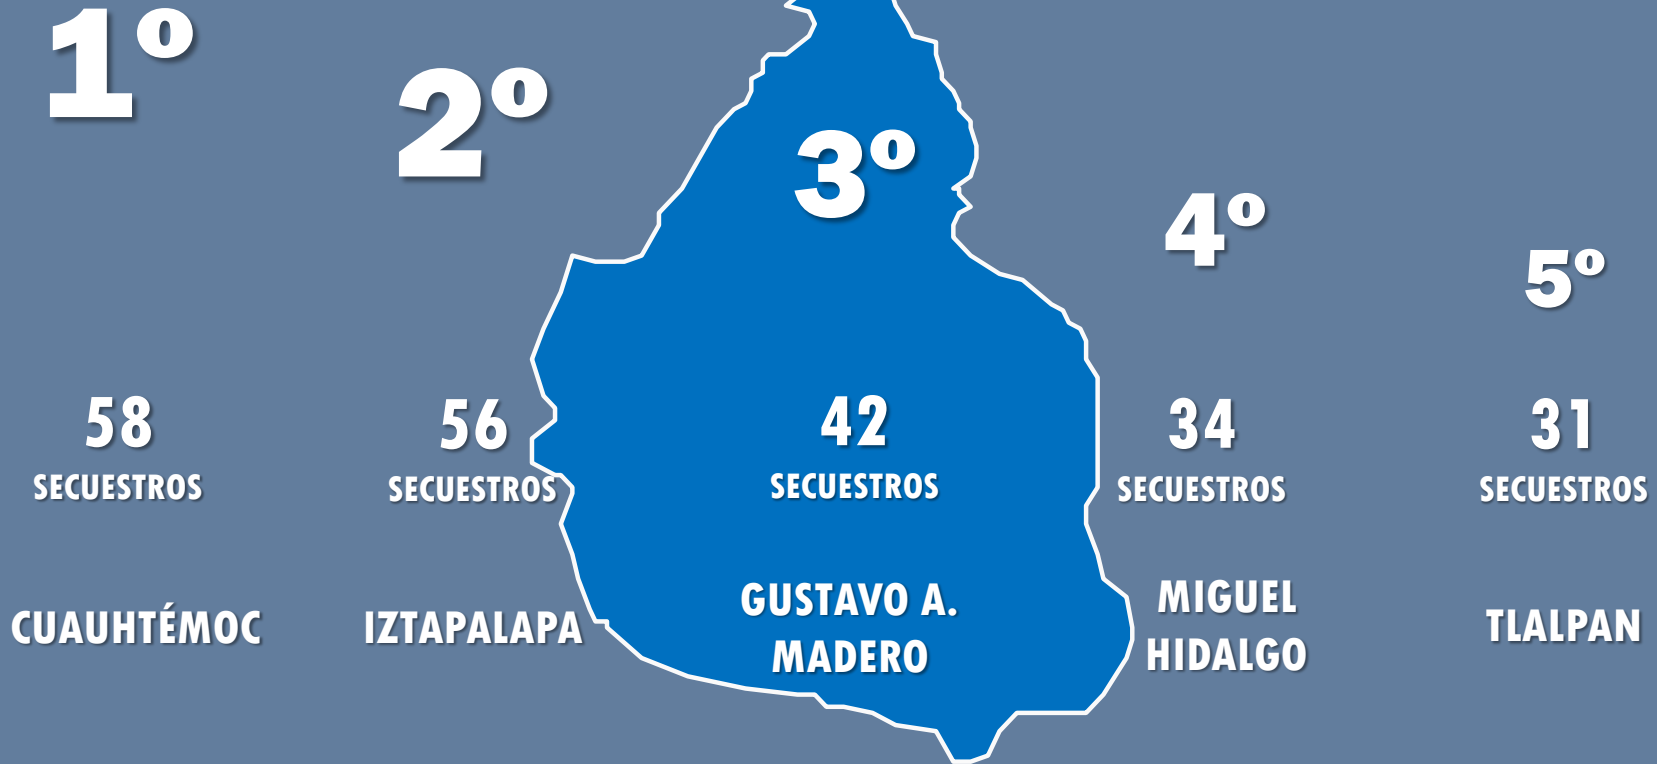 1º
58
SECUESTROS
CUAUHTÉMOC
2º
56
SECUESTROS
IZTAPALAPA
3º
42
SECUESTROS
GUSTAVO A.
MADERO
4º
34
SECUESTROS
MIGUEL
HIDALGO
5º
31
SECUESTROS
TLALPAN